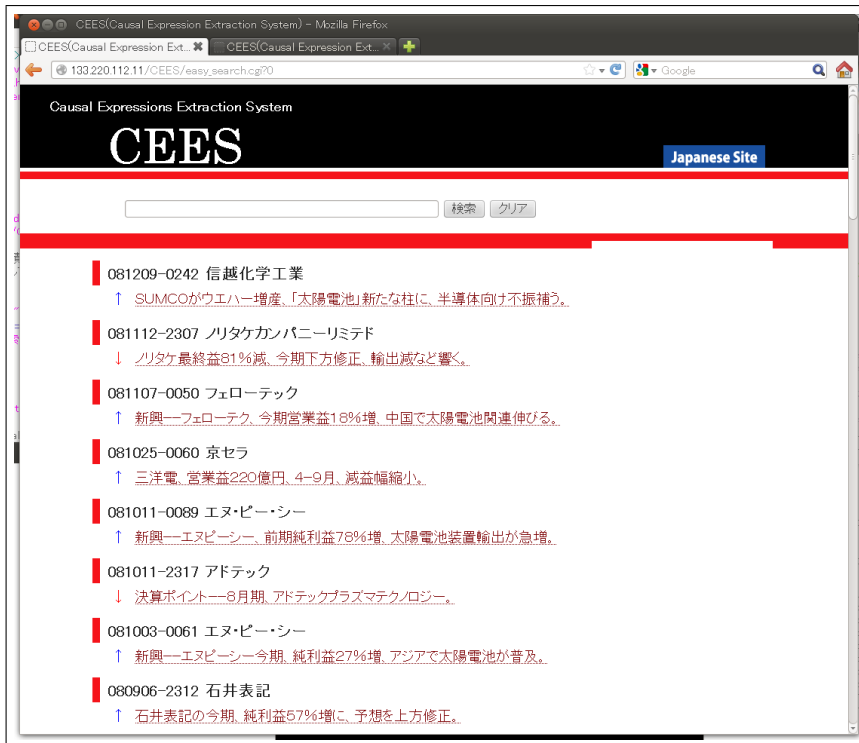 CEES(Causal Expression Extraction System) - Mozilla Firefox
CEES(Causal Expression Ext... CEES(Causal Expression Ext...
133.220.112.11/CEES/easy_search.cgi?0 Google
Causal Expressions Extraction System
CEES
Japanese Site
検索 クリア
081209-0242 信越化学工業
↑ SUMCOがウエハー増産、「太陽電池」新たな柱に、半導体向け不振補う。
081112-2307 ノリタケカンパニーリミテド
↓ ノリタケ最終益81%減、今期下方修正、輸出減など響く。
081107-0050 フェローテック
↑ 新興――フェローテク、今期営業益18%増、中国で太陽電池関連伸びる。
081025-0060 京セラ
↑ 三洋電、営業益220億円、4―9月、減益幅縮小。
081011-0089 エヌ・ピー・シー
↑ 新興――エヌピーシー、前期純利益78%増、太陽電池装置輸出が急増。
081011-2317 アドテック
↓ 決算ポイント――8月期、アドテックプラズマテクノロジー。
081003-0061 エヌ・ピー・シー
↑ 新興――エヌピーシー今期、純利益27%増、アジアで太陽電池が普及。
080906-2312 石井表記
↑ 石井表記の今期、純利益57%増に、予想を上方修正。